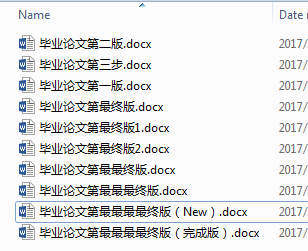 Name
Date r
毕业论文第二版.docx
2017/
毕业论文第三步.docx
2017/
毕业论文第一版.docx
2017/
毕业论文第最终版.docx
2017/
毕业论文第最终版1.docx
2017/
毕业论文第最终版2.docx
2017/
毕业论文第最最终版.docx
2017/
毕业论文第最最最终版.docx
2017/
毕业论文第最最最最终版（New）.docx
2017/
毕业论文第最最最最终版（完成版）.docx
2017/